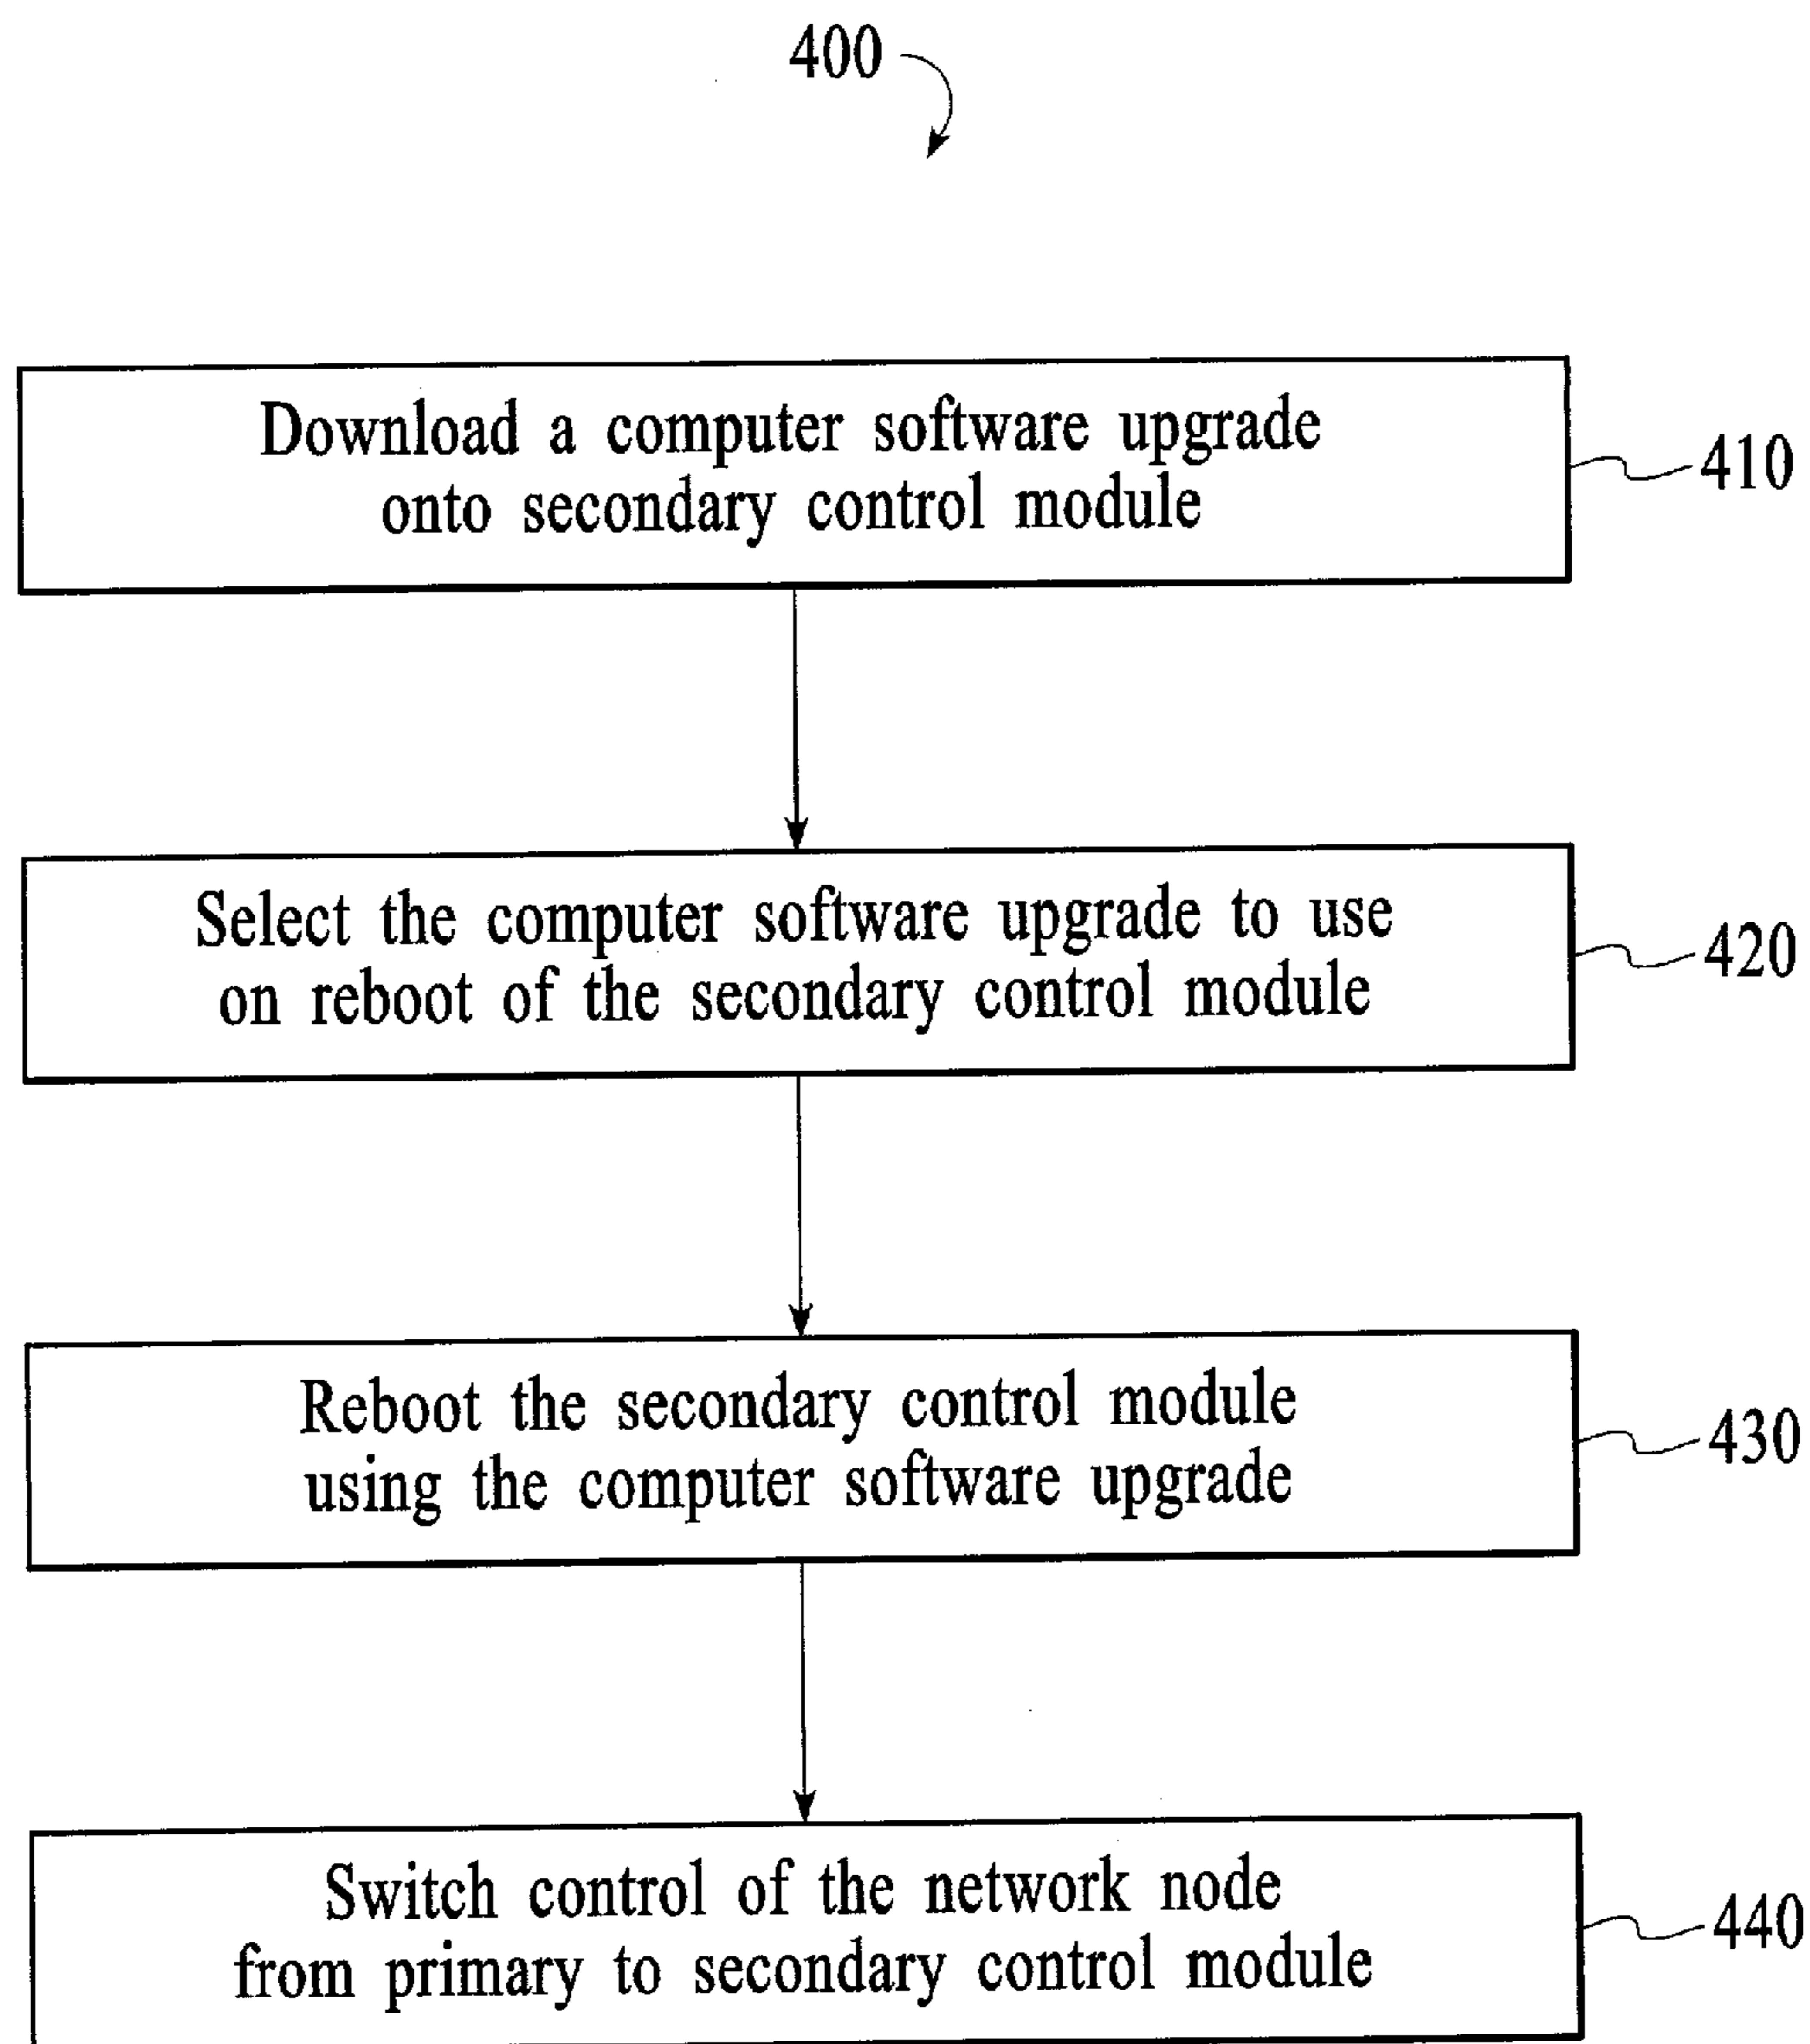 400
Download a computer software upgrade
onto secondary control module
410
Select the computer software upgrade to use
on reboot of the secondary control module
420
Reboot the secondary control module
using the computer software upgrade
430
Switch control of the network node
from primary to secondary control module
440